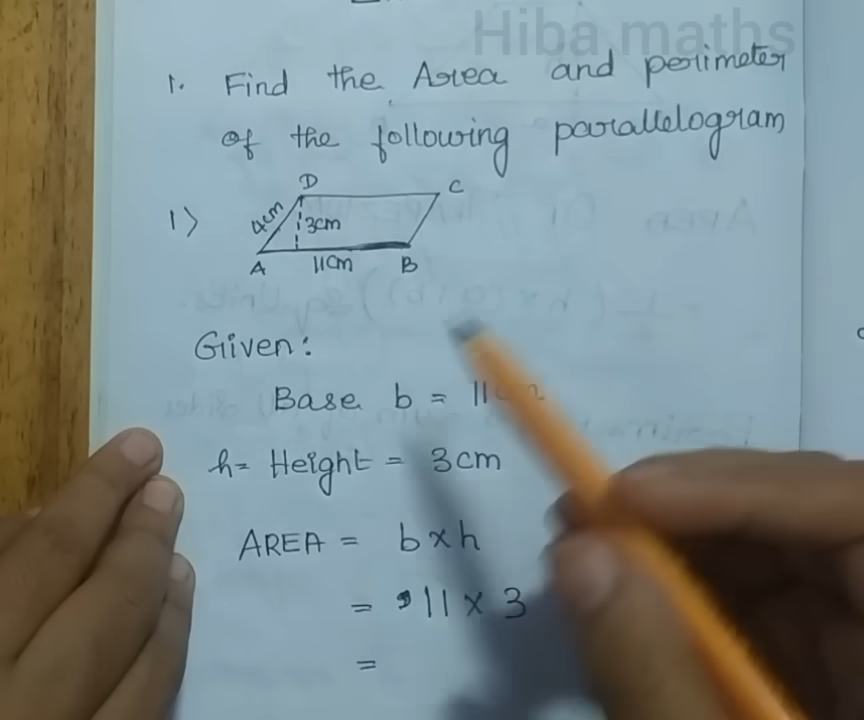 Hiba maths
1. Find the Area and perimeter
of the following parallelogram
D C
1) 4cm 3cm
A 11cm B
Given:
Base b = 11cm
h= Height = 3cm
AREA = b x h
= 11 x 3
=